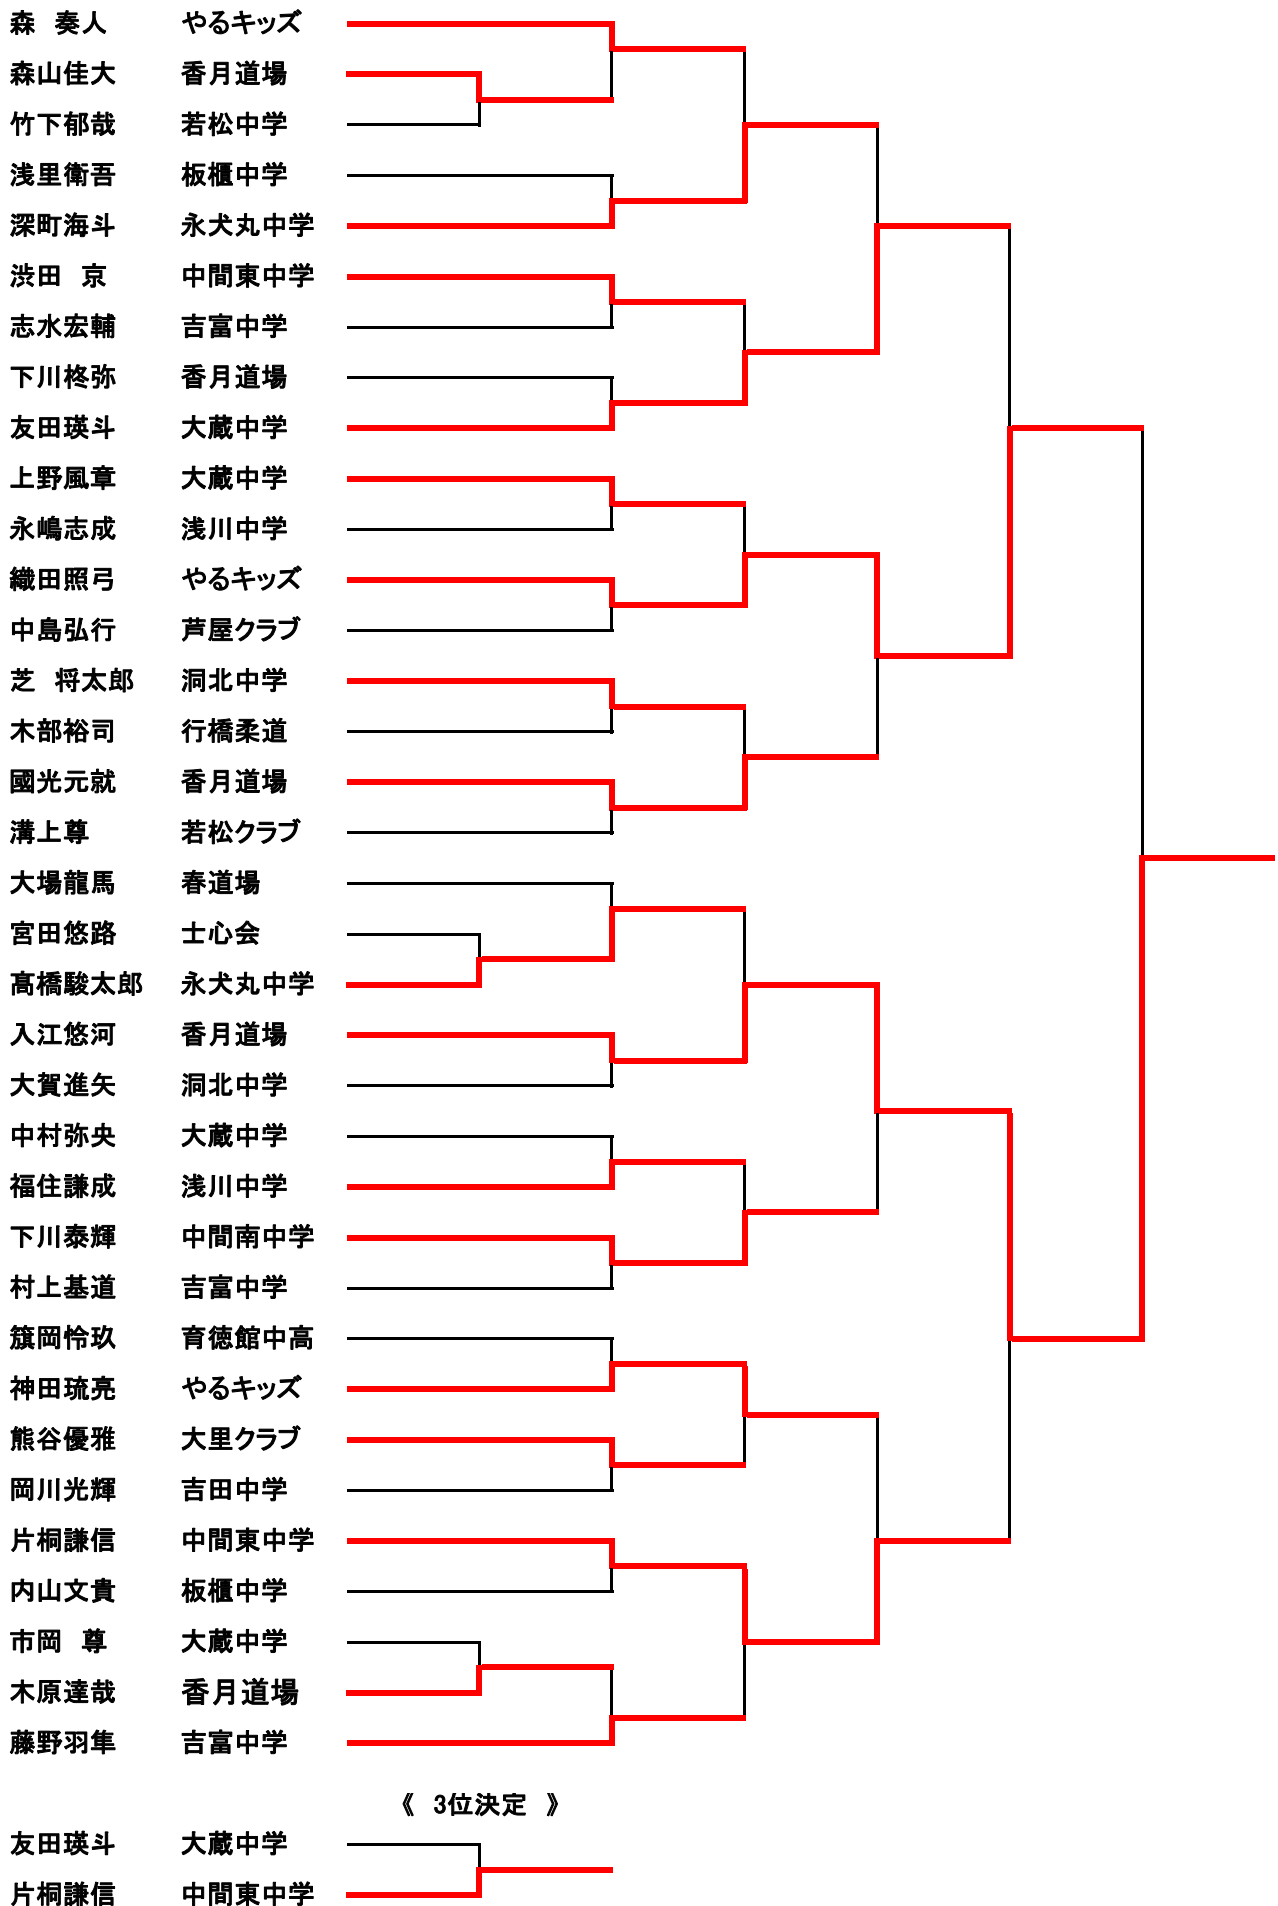 森　奏人　やるキッズ
森山佳大　香月道場
竹下郁哉　若松中学
浅里衛吾　板櫃中学
深町海斗　永犬丸中学
渋田　京　中間東中学
志水宏輔　吉富中学
下川柊弥　香月道場
友田瑛斗　大蔵中学
上野風章　大蔵中学
永嶋志成　浅川中学
織田照弓　やるキッズ
中島弘行　芦屋クラブ
芝　将太郎　洞北中学
木部裕司　行橋柔道
國光元就　香月道場
溝上尊　若松クラブ
大場龍馬　春道場
宮田悠路　士心会
髙橋駿太郎　永犬丸中学
入江悠河　香月道場
大賀進矢　洞北中学
中村弥央　大蔵中学
福住謙成　浅川中学
下川泰輝　中間南中学
村上基道　吉富中学
籏岡怜玖　育徳館中高
神田琉亮　やるキッズ
熊谷優雅　大里クラブ
岡川光輝　吉田中学
片桐謙信　中間東中学
内山文貴　板櫃中学
市岡　尊　大蔵中学
木原達哉　香月道場
藤野羽隼　吉富中学
《　3位決定　》
友田瑛斗　大蔵中学
片桐謙信　中間東中学